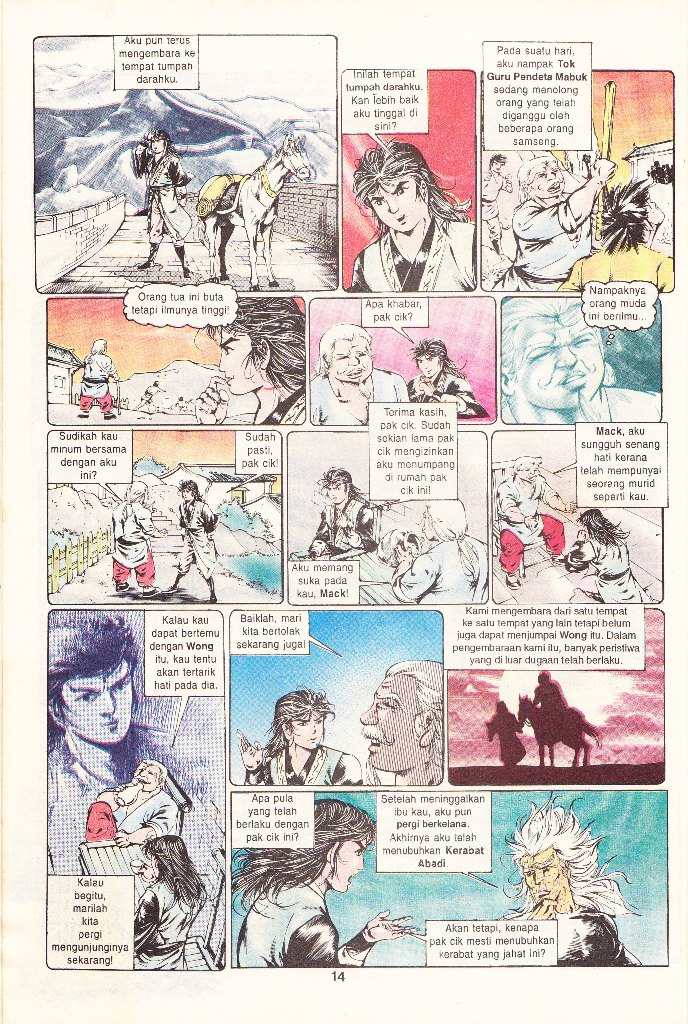 Aku pun terus
mengembara ke
tempat tumpah
darahku.
Inilah tempat
tumpah darahku.
Kan lebih baik
aku tinggal di
sini?
Pada suatu hari,
aku nampak Tok
Guru Pendeta Mabuk
sedang menolong
orang yang telah
diganggu oleh
beberapa orang
samseng.
Orang tua ini buta
tetapi ilmunya tinggi!
Apa khabar,
pak cik?
Nampaknya
orang muda
ini berilmu...
Sudikah kau
minum bersama
dengan aku
ini?
Sudah
pasti,
pak cik!
Torima kasih,
pak cik. Sudah
sekian lama pak
cik mengizinkan
aku menumpang
di rumah pak
cik ini!
Aku memang
suka pada
kau, Mack!
Mack, aku
sungguh senang
hati kerana
telah mempunyai
seoreng murid
seperti kau.
Kalau kau
dapat bertemu
dengan Wong
itu, kau tentu
akan tertarik
hati pada dia.
Kalau
begitu,
marilah
kita
pergi
mengunjunginya
sekarang!
Baiklah, mari
kita bertolak
sekarang juga!
Kami mengembara dari satu tempat
ke satu tempat yang lain tetapi belum
juga dapat menjumpai Wong itu. Dalam
pengembaraan kami itu, banyak peristiwa
yang di luar dugaan telah berlaku.
Apa pula
yang telah
berlaku dengan
pak cik ini?
Setelah meninggalkan
ibu kau, aku pun
pergi berkelana.
Akhirnya aku telah
menubuhkan Kerabat
Abadi.
Akan tetapi, kenapa
pak cik mesti menubuhkan
kerabat yang jahat ini?
14